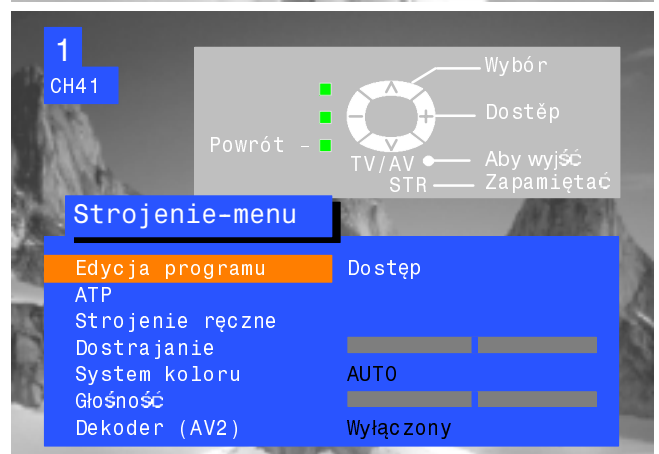 1
CH41
Wybór
Dostěp
Powrót –
TV/AV
Aby wyjść
STR
Zapamiętać
Strojenie-menu
Edycja programu Dostęp
ATP
Strojenie ręczne
Dostrajanie
System koloru AUTO
Głośność
Dekoder (AV2) Wyłączony